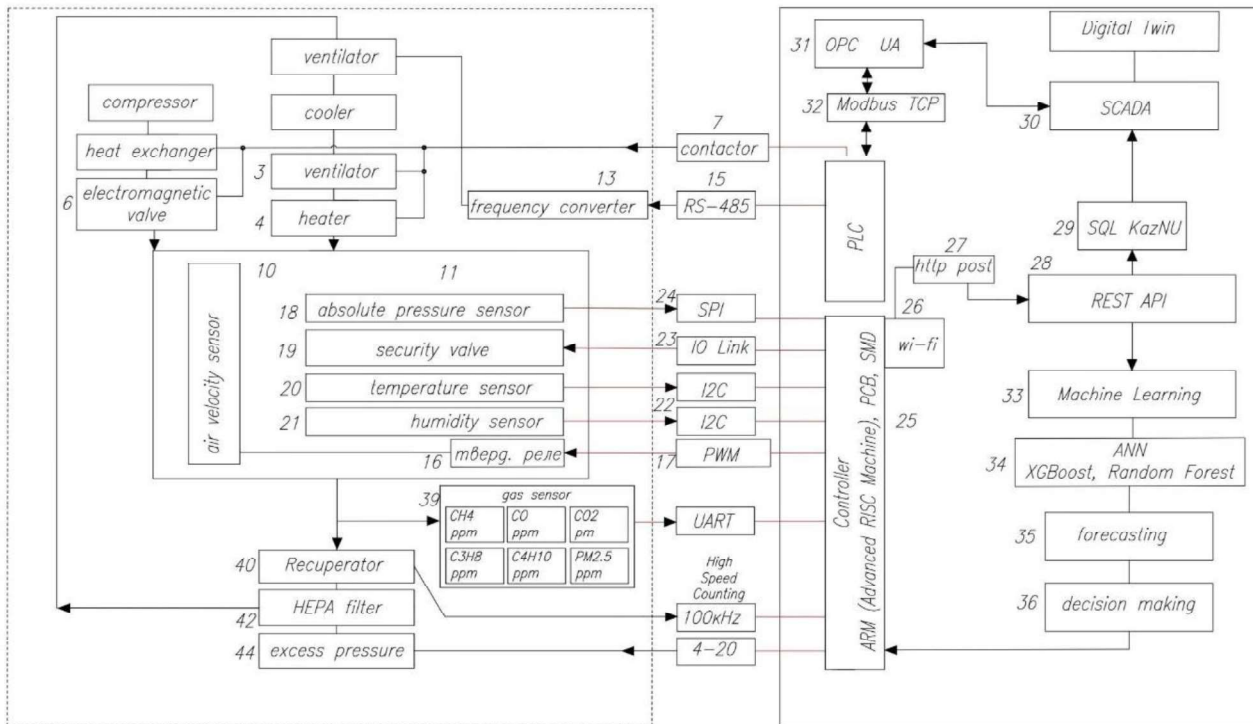 ventilator
compressor
cooler
heat exchanger
3
ventilator
6
electromagnetic
valve
4
heater
7
contactor
13
frequency converter
15
RS-485
10
11
air velocity sensor
18
absolute pressure sensor
19
security valve
20
temperature sensor
21
humidity sensor
16
тверд. реле
24
SPI
23
IO Link
I2C
22
I2C
17
PWM
39
gas sensor
CH4
ppm
CO
ppm
CO2
pm
C3H8
ppm
C4H10
ppm
PM2.5
ppm
UART
40
Recuperator
42
HEPA filter
44
excess pressure
High
Speed
Counting
100кHz
4-20
31
OPC UA
32
Modbus TCP
PLC
Controller
ARM (Advanced RISC Machine), PCB, SMD
25
26
wi-fi
27
http post
Digital Iwin
30
SCADA
29
SQL KazNU
28
REST API
33
Machine Learning
34
ANN
XGBoost, Random Forest
35
forecasting
36
decision making